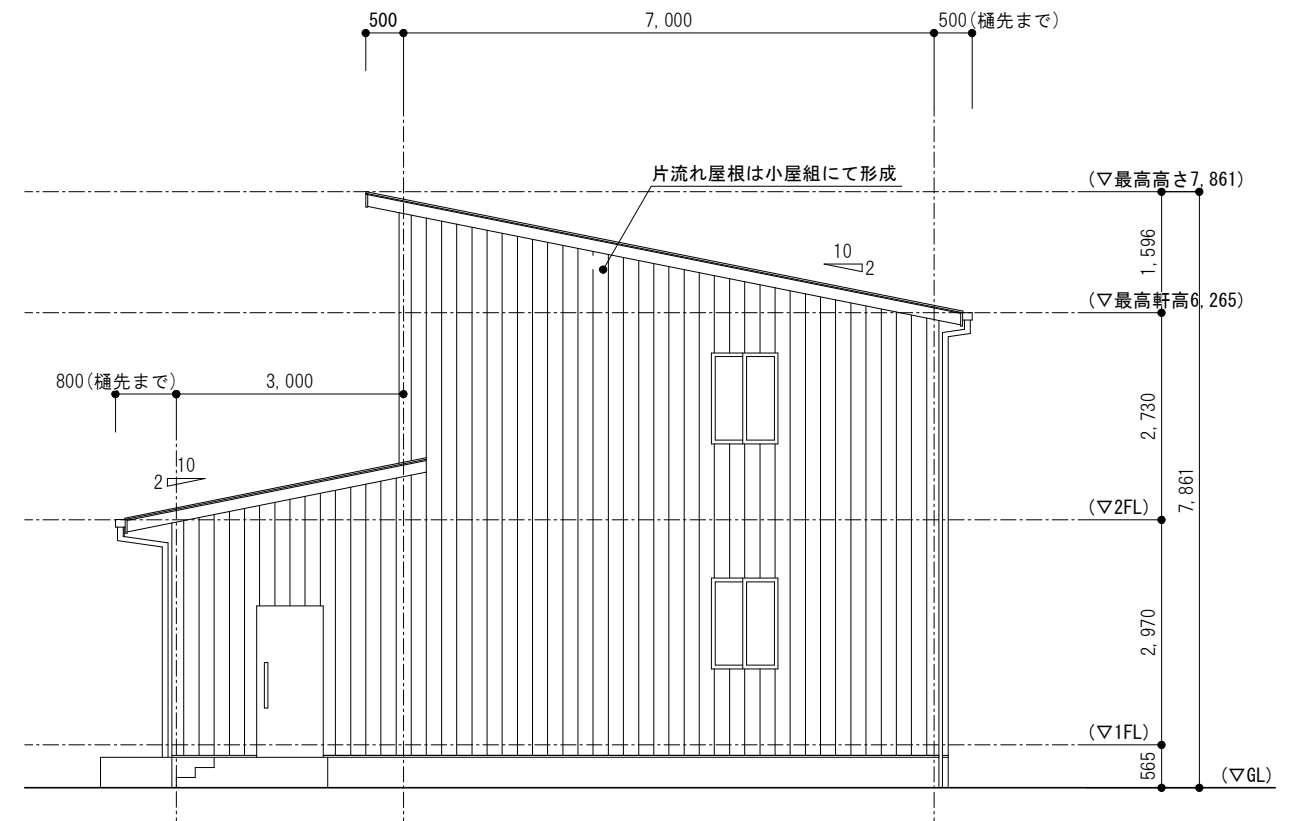 500
7,000
500(樋先まで)
片流れ屋根は小屋組にて形成
(▽最高高さ7,861)
1,596
10
2
(▽最高軒高6,265)
800(樋先まで)
3,000
2,730
10
2
7,861
(▽2FL)
2,970
(▽1FL)
565
(▽GL)